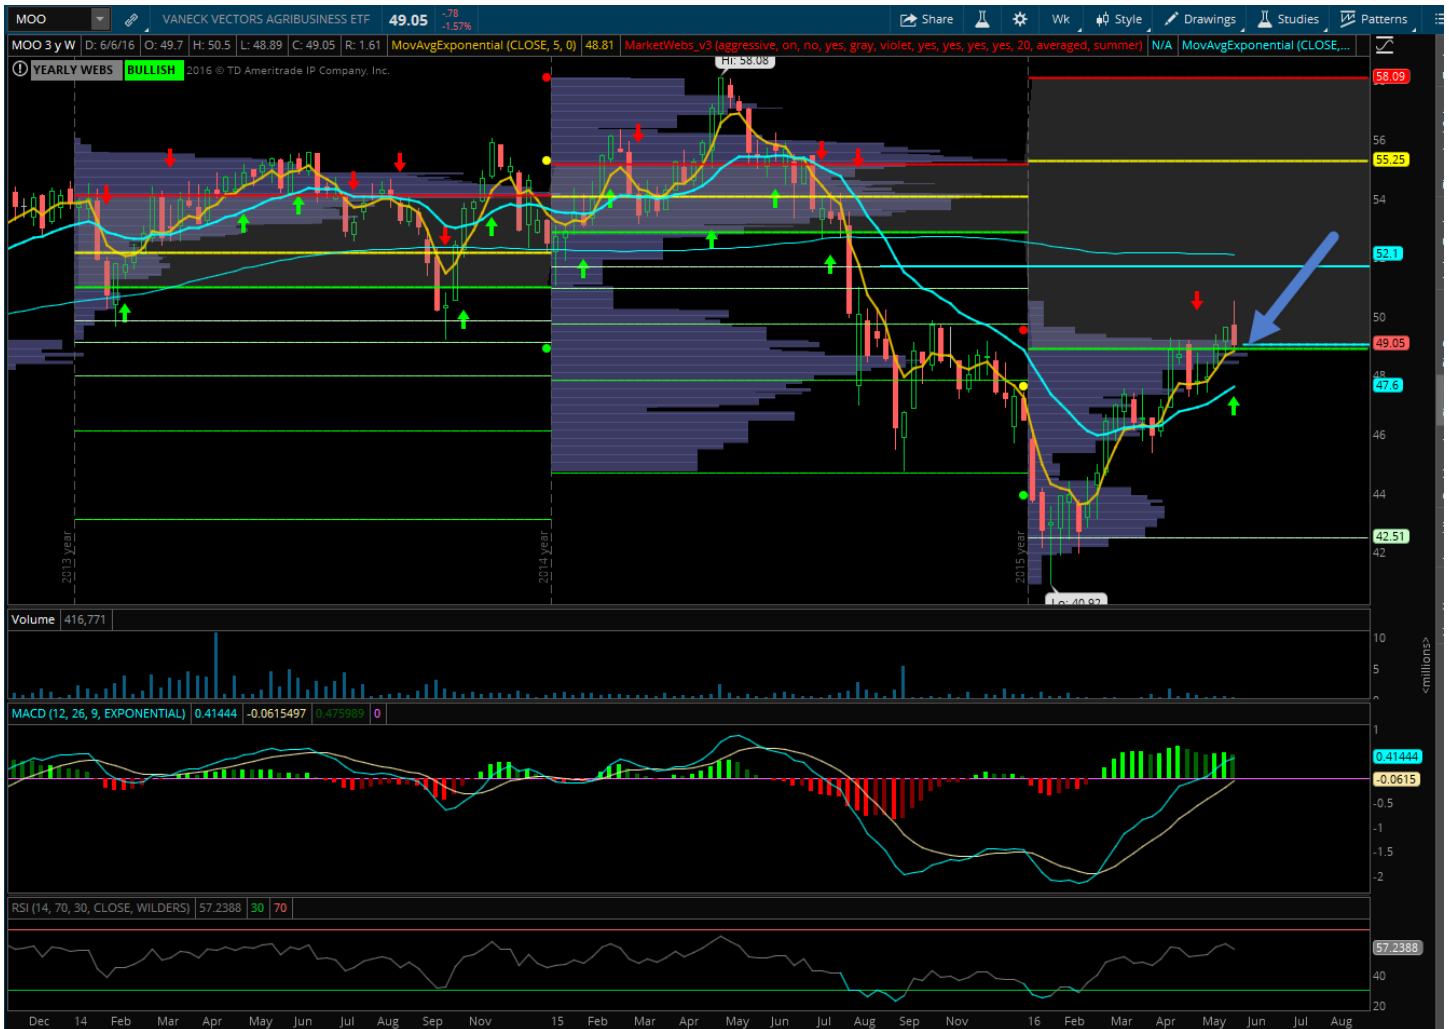 MOO VANECK VECTORS AGRIBUSINESS ETF 49.05 -.78 -1.57% Share Wk Style Drawings Studies Patterns
MOO 3 y W D: 6/6/16 O: 49.7 H: 50.5 L: 48.89 C: 49.05 R: 1.61 MovAvgExponential (CLOSE, 5, 0) 48.81 MarketWebs_v3 (aggressive, on, no, yes, gray, violet, yes, yes, yes, yes, 20, averaged, summer) N/A MovAvgExponential (CLOSE,...
YEARLY WEBS BULLISH 2016 © TD Ameritrade IP Company, Inc.
Hi: 58.08
58.09
56
55.25
54
52.1
50
49.05
48
47.6
46
44
42.51
42
2013 year
2014 year
2015 year
Lo: 40.92
Volume 416,771
10
5
<millions>
MACD (12, 26, 9, EXPONENTIAL) 0.41444 -0.0615497 0.475989 0
1
0.41444
-0.0615
-0.5
-1
-1.5
-2
RSI (14, 70, 30, CLOSE, WILDERS) 57.2388 30 70
57.2388
40
20
Dec 14 Feb Mar Apr May Jun Jul Aug Sep Nov 15 Feb Mar Apr May Jun Jul Aug Sep Nov 16 Feb Mar Apr May Jun Jul Aug